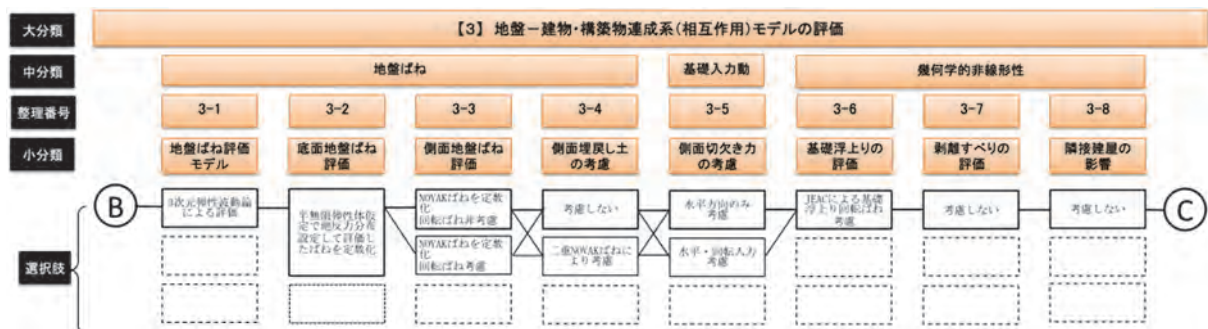 大分類
【3】 地盤－建物・構築物連成系(相互作用)モデルの評価
中分類
地盤ばね
基礎入力動
幾何学的非線形性
整理番号
3-1
3-2
3-3
3-4
3-5
3-6
3-7
3-8
小分類
地盤ばね評価
モデル
底面地盤ばね
評価
側面地盤ばね
評価
側面埋戻し土
の考慮
側面切欠き力
の考慮
基礎浮上りの
評価
剥離すべりの
評価
隣接建屋の
影響
選択肢
B
3次元弾性波動論
による評価
半無限弾性体仮
定で地反力分布
設定して評価し
たばねを定数化
NOVAKばねを定数
化
回転ばね非考慮
NOVAKばねを定数
化
回転ばね考慮
考慮しない
二重NOVAKばねに
より考慮
水平方向のみ
考慮
水平・回転入力
考慮
JEACによる基礎
浮上り回転ばね
考慮
考慮しない
考慮しない
C